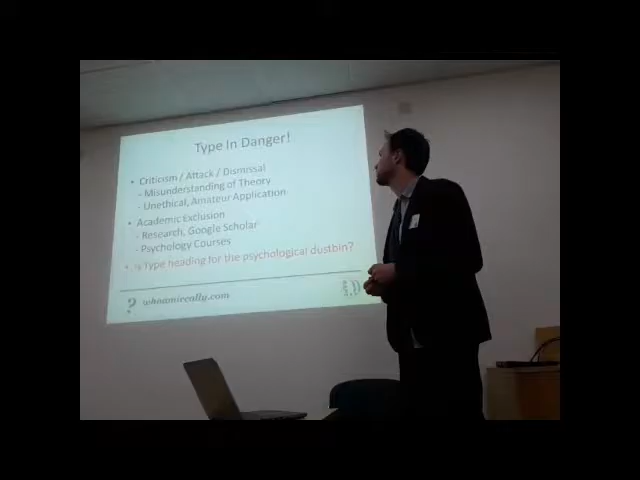 Type In Danger!
• Criticism / Attack / Dismissal
- Misunderstanding of Theory
- Unethical, Amateur Application
• Academic Exclusion
- Research, Google Scholar
- Psychology Courses
• Is Type heading for the psychological dustbin?
? whoamireally.com